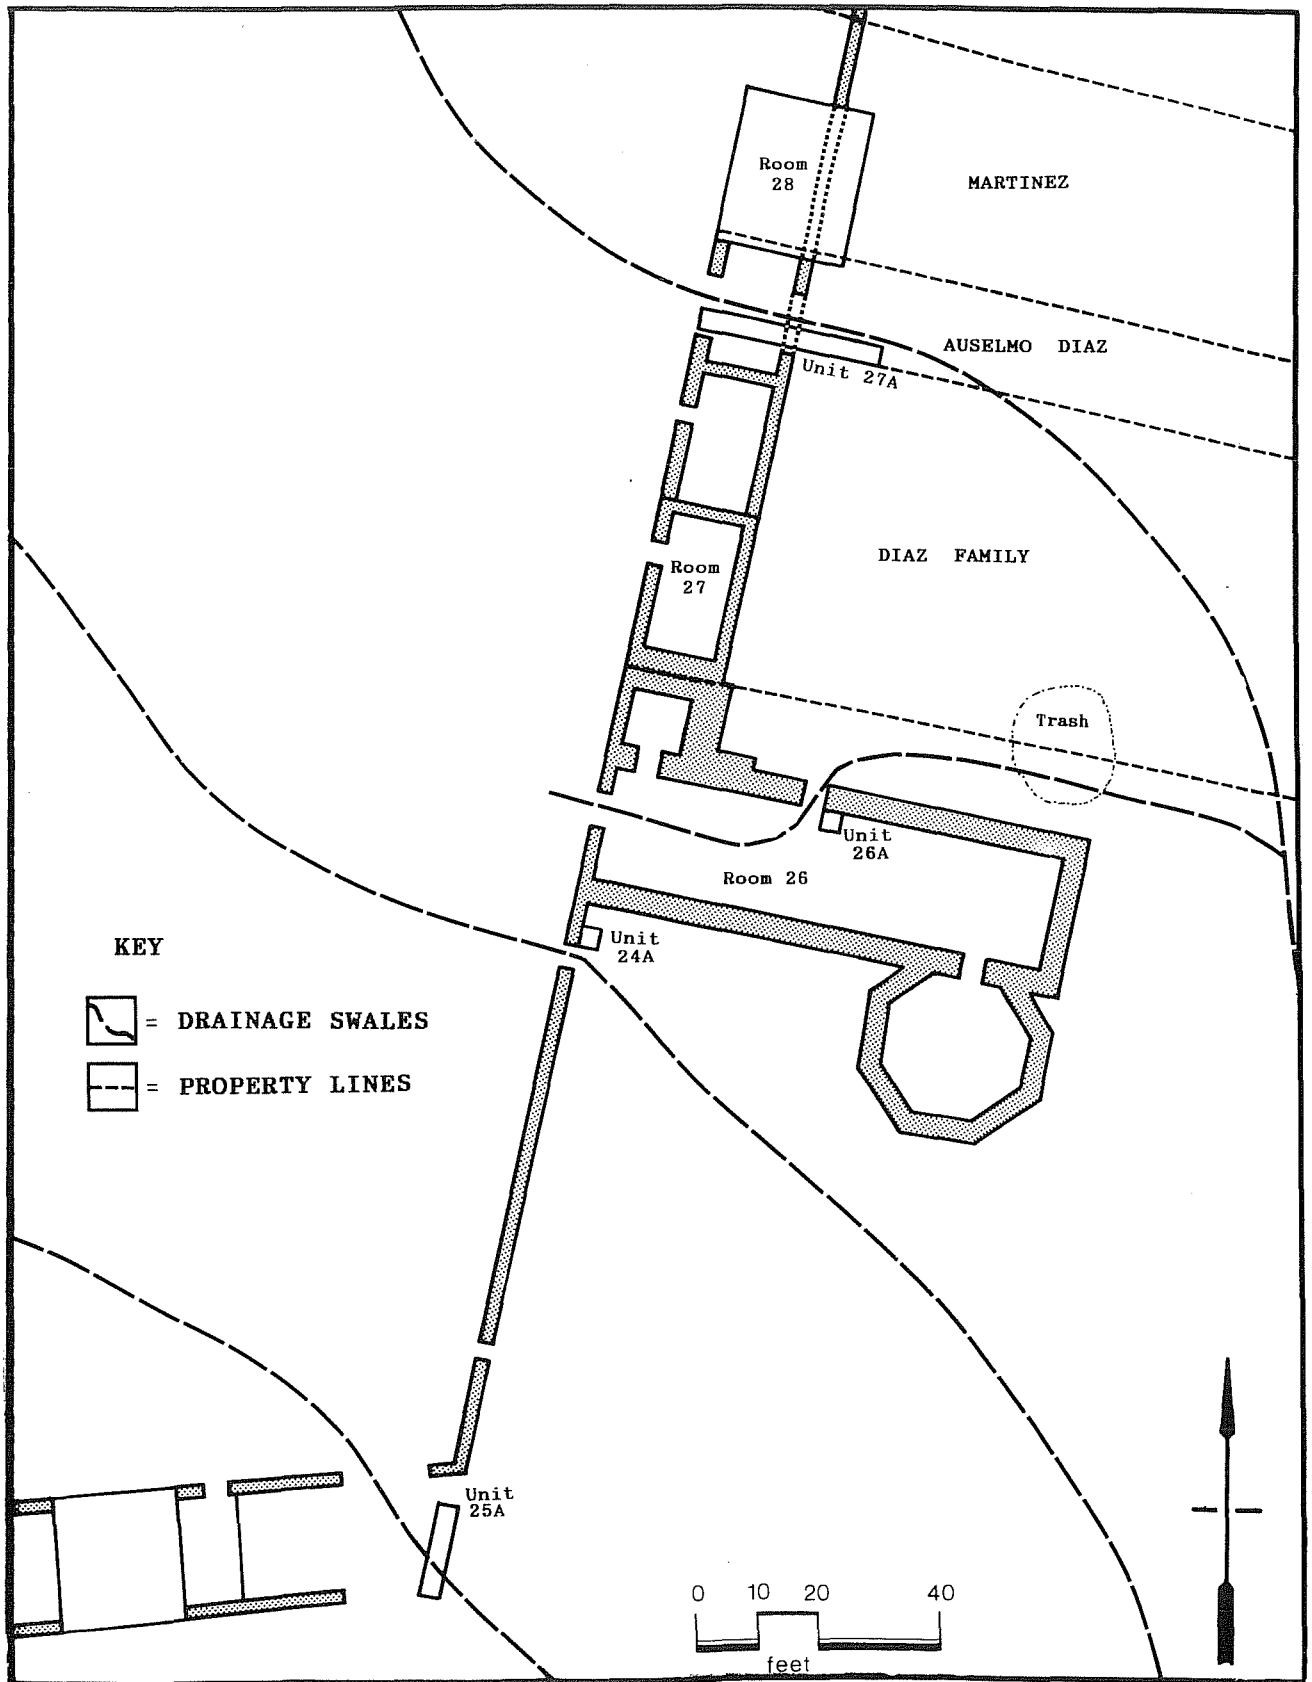 Room
28
MARTINEZ
AUSELMO DIAZ
Unit 27A
DIAZ FAMILY
Room
27
Trash
Unit
26A
Room 26
Unit
24A
KEY
= DRAINAGE SWALES
= PROPERTY LINES
Unit
25A
0 10 20 40
feet